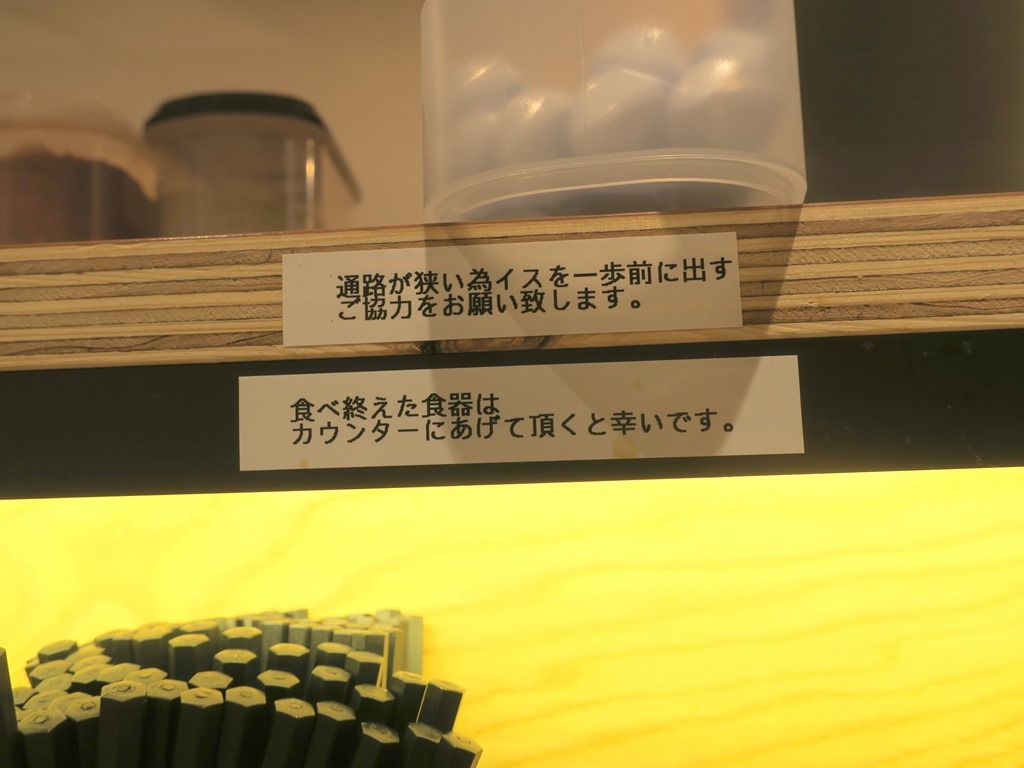 通路が狭い為イスを一歩前に出す
ご協力をお願い致します。
食べ終えた食器は
カウンターにあげて頂くと幸いです。